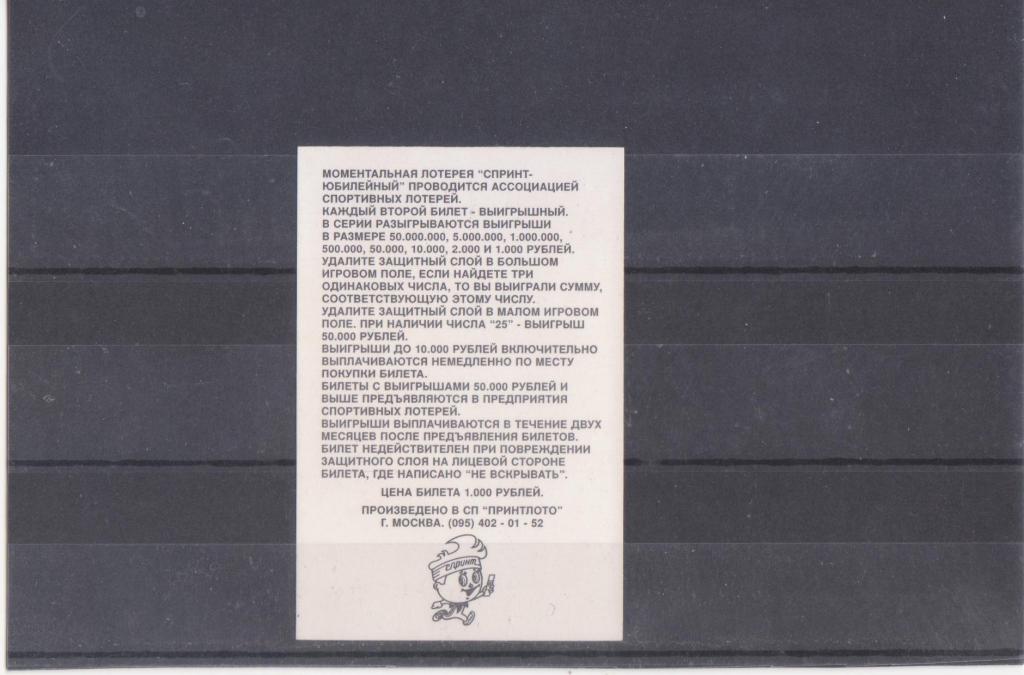 МОМЕНТАЛЬНАЯ ЛОТЕРЕЯ "СПРИНТ-
ЮБИЛЕЙНЫЙ" ПРОВОДИТСЯ АССОЦИАЦИЕЙ
СПОРТИВНЫХ ЛОТЕРЕЙ.
КАЖДЫЙ ВТОРОЙ БИЛЕТ - ВЫИГРЫШНЫЙ.
В СЕРИИ РАЗЫГРЫВАЮТСЯ ВЫИГРЫШИ
В РАЗМЕРЕ 50.000.000, 5.000.000, 1.000.000,
500.000, 50.000, 10.000, 2.000 И 1.000 РУБЛЕЙ.
УДАЛИТЕ ЗАЩИТНЫЙ СЛОЙ В БОЛЬШОМ
ИГРОВОМ ПОЛЕ, ЕСЛИ НАЙДЕТЕ ТРИ
ОДИНАКОВЫХ ЧИСЛА, ТО ВЫ ВЫИГРАЛИ СУММУ,
СООТВЕТСТВУЮЩУЮ ЭТОМУ ЧИСЛУ.
УДАЛИТЕ ЗАЩИТНЫЙ СЛОЙ В МАЛОМ ИГРОВОМ
ПОЛЕ. ПРИ НАЛИЧИИ ЧИСЛА "25" - ВЫИГРЫШ
50.000 РУБЛЕЙ.
ВЫИГРЫШИ ДО 10.000 РУБЛЕЙ ВКЛЮЧИТЕЛЬНО
ВЫПЛАЧИВАЮТСЯ НЕМЕДЛЕННО ПО МЕСТУ
ПОКУПКИ БИЛЕТА.
БИЛЕТЫ С ВЫИГРЫШАМИ 50.000 РУБЛЕЙ И
ВЫШЕ ПРЕДЪЯВЛЯЮТСЯ В ПРЕДПРИЯТИЯ
СПОРТИВНЫХ ЛОТЕРЕЙ.
ВЫИГРЫШИ ВЫПЛАЧИВАЮТСЯ В ТЕЧЕНИЕ ДВУХ
МЕСЯЦЕВ ПОСЛЕ ПРЕДЪЯВЛЕНИЯ БИЛЕТОВ.
БИЛЕТ НЕДЕЙСТВИТЕЛЕН ПРИ ПОВРЕЖДЕНИИ
ЗАЩИТНОГО СЛОЯ НА ЛИЦЕВОЙ СТОРОНЕ
БИЛЕТА, ГДЕ НАПИСАНО "НЕ ВСКРЫВАТЬ".
ЦЕНА БИЛЕТА 1.000 РУБЛЕЙ.
ПРОИЗВЕДЕНО В СП "ПРИНТЛОТО"
Г. МОСКВА. (095) 402 - 01 - 52
СПРИНТ